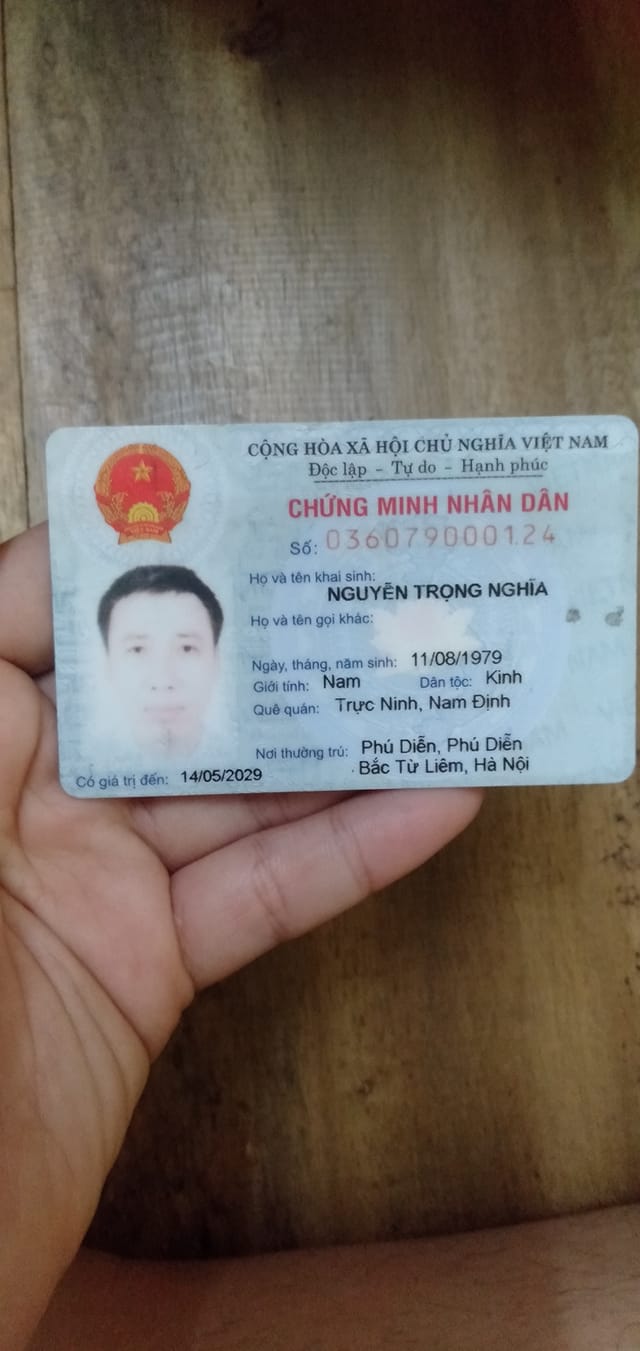 CỘNG HÒA XÃ HỘI CHỦ NGHĨA VIỆT NAM
Độc lập - Tự do - Hạnh phúc
CHỨNG MINH NHÂN DÂN
Số: 036079000124
Họ và tên khai sinh:
NGUYỄN TRỌNG NGHĨA
Họ và tên gọi khác:
Ngày, tháng, năm sinh: 11/08/1979
Giới tính: Nam Dân tộc: Kinh
Quê quán: Trực Ninh, Nam Định
Nơi thường trú: Phú Diễn, Phú Diễn
Bắc Từ Liêm, Hà Nội
Có giá trị đến: 14/05/2029